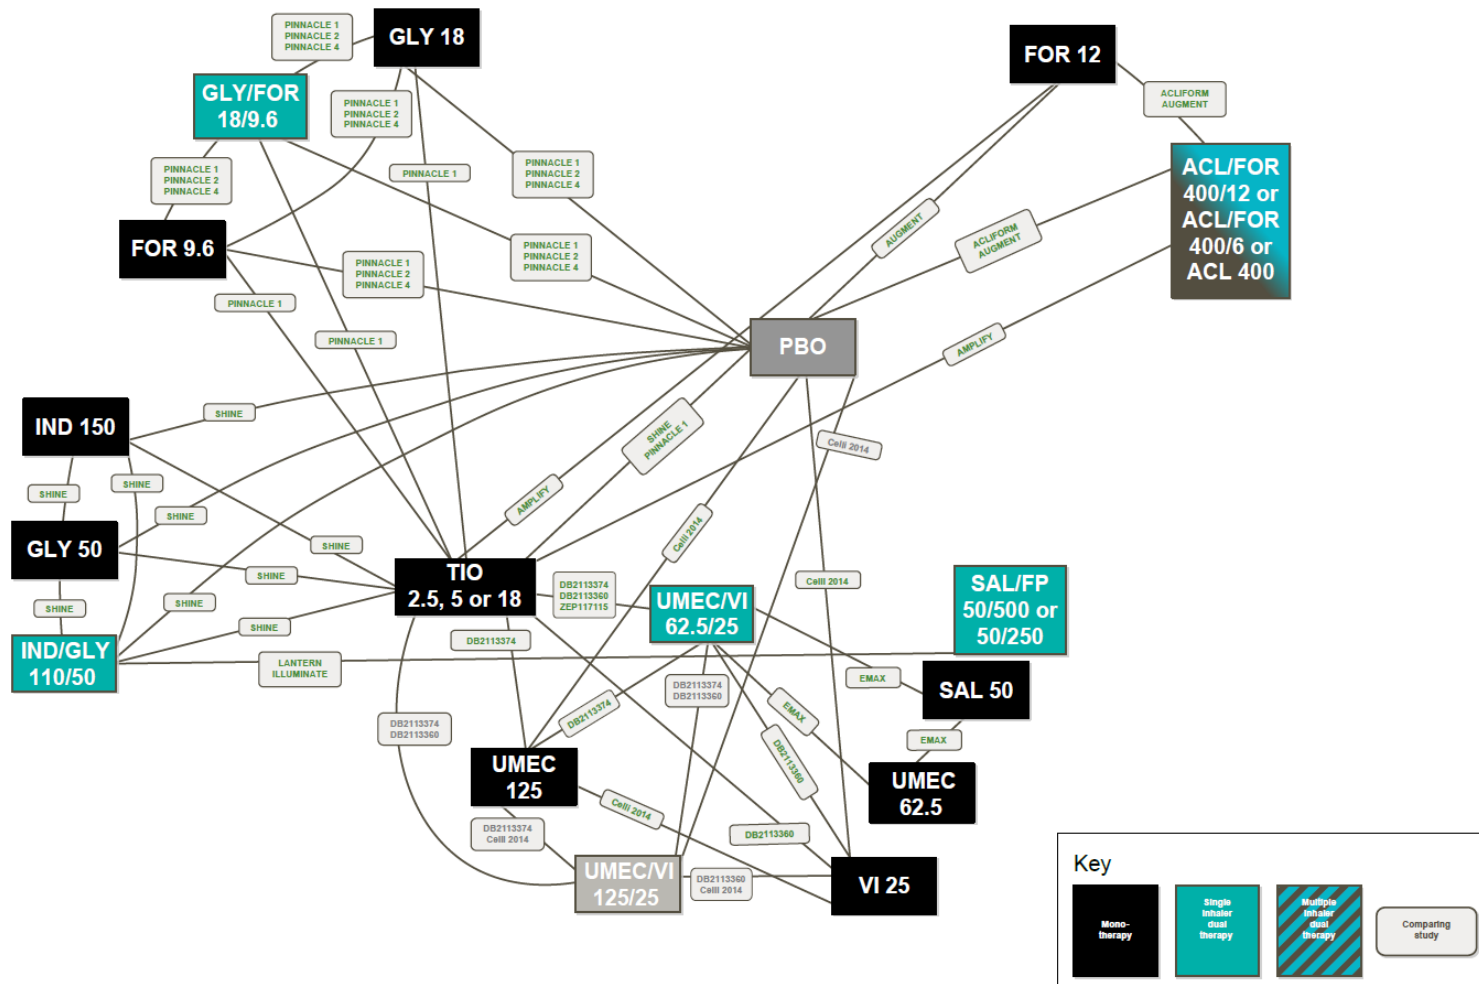 PINNACLE 1
PINNACLE 2
PINNACLE 4
GLY 18
FOR 12
GLY/FOR
18/9.6
PINNACLE 1
PINNACLE 2
PINNACLE 4
ACLIFORM
AUGMENT
PINNACLE 1
PINNACLE 2
PINNACLE 4
PINNACLE 1
PINNACLE 1
PINNACLE 2
PINNACLE 4
ACL/FOR
400/12 or
ACL/FOR
400/6 or
ACL 400
FOR 9.6
PINNACLE 1
PINNACLE 2
PINNACLE 4
PINNACLE 1
PINNACLE 2
PINNACLE 4
AUGMENT
ACLIFORM
AUGMENT
PINNACLE 1
PINNACLE 1
PBO
AMPLIFY
IND 150
SHINE
SHINE
PINNACLE 1
Celli 2014
SHINE
SHINE
SHINE
AMPLIFY
GLY 50
SHINE
Celli 2014
SHINE
TIO
2.5, 5 or 18
DB2113374
DB2113360
ZEP117115
UMEC/VI
62.5/25
Celli 2014
SAL/FP
50/500 or
50/250
SHINE
SHINE
SHINE
DB2113374
IND/GLY
110/50
LANTERN
ILLUMINATE
EMAX
SAL 50
DB2113374
DB2113360
DB2113374
DB2113374
DB2113360
EMAX
EMAX
DB2113360
UMEC
125
UMEC
62.5
Celli 2014
DB2113374
Celli 2014
DB2113360
UMEC/VI
125/25
DB2113360
Celli 2014
VI 25
Key
Mono-
therapy
Single
inhaler
dual
therapy
Multiple
inhaler
dual
therapy
Comparing
study